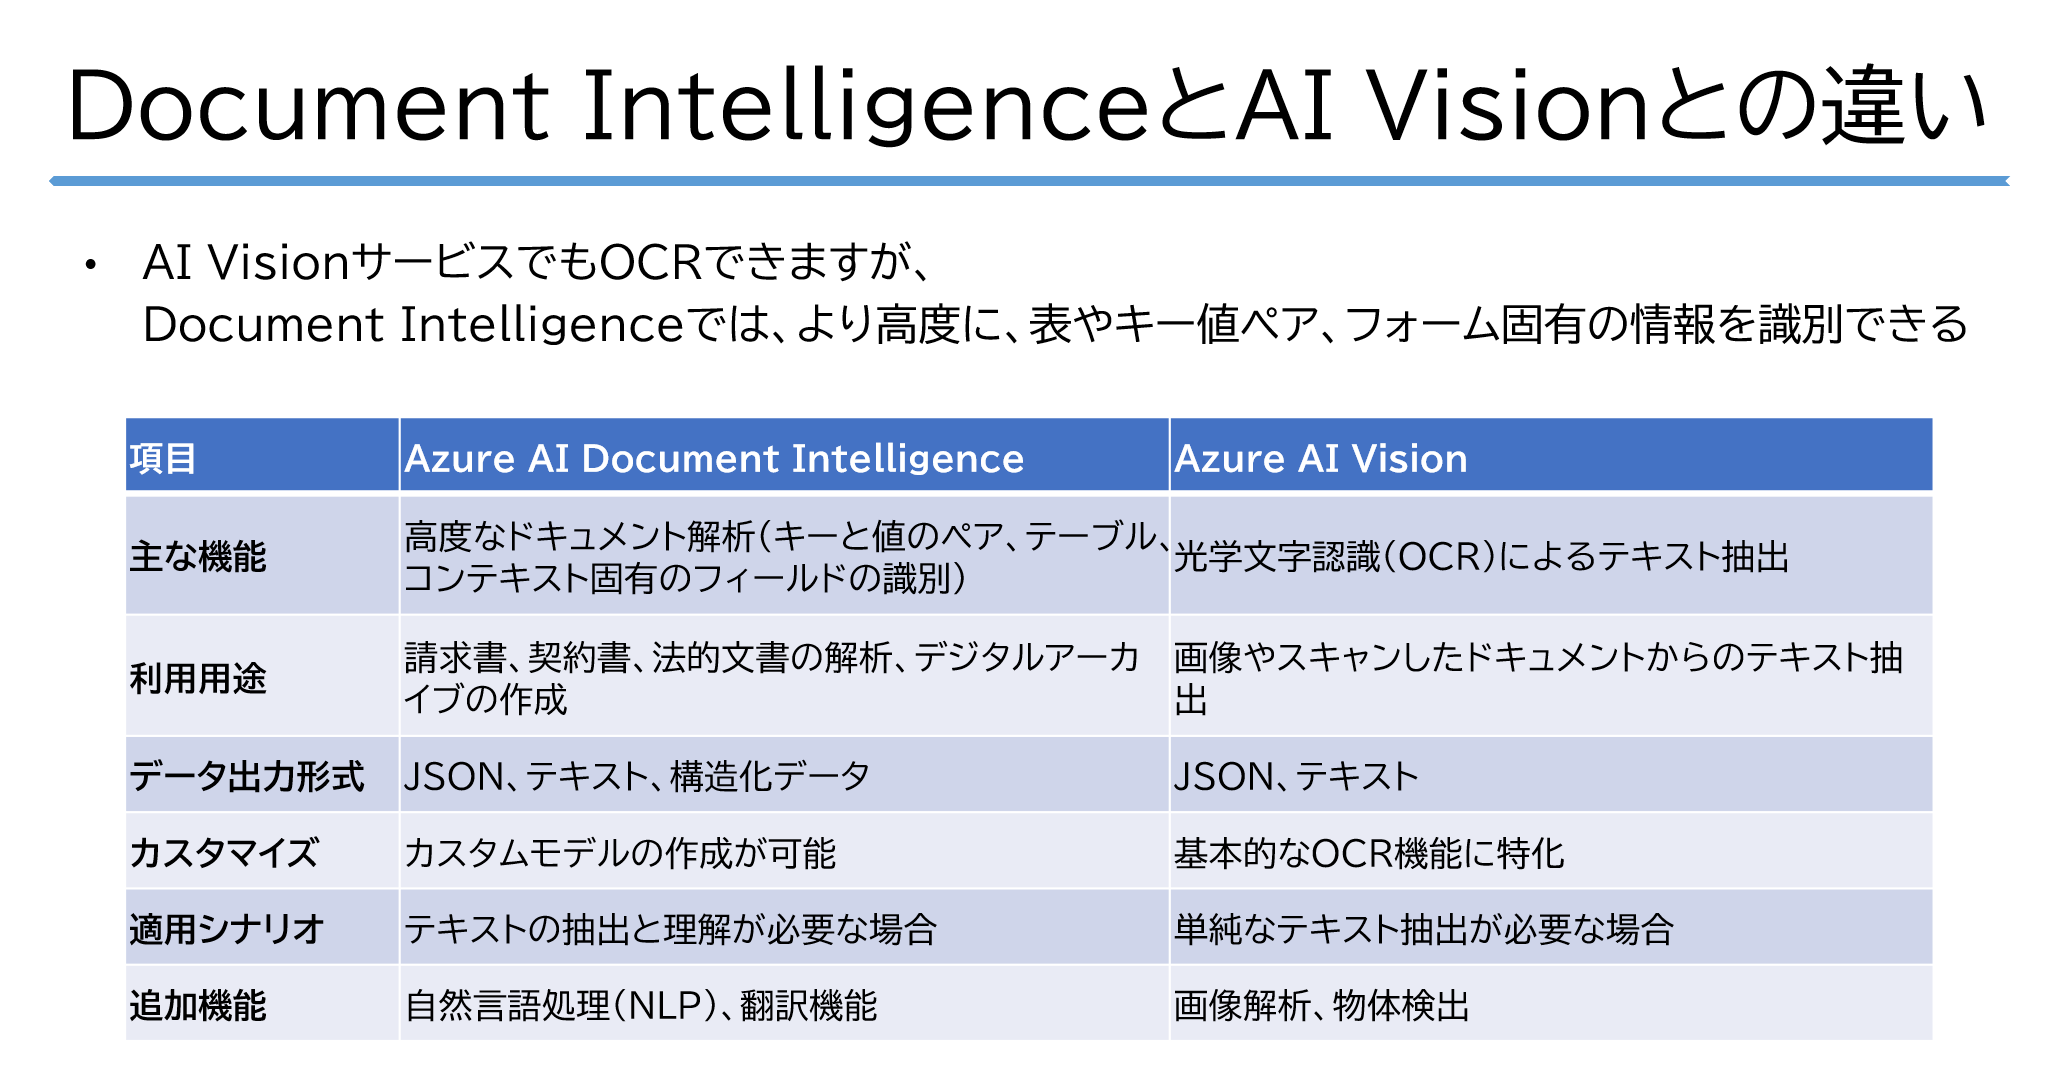 Document IntelligenceとAI Visionとの違い
• AI VisionサービスでもOCRできますが、
Document Intelligenceでは、より高度に、表やキー値ペア、フォーム固有の情報を識別できる
項目 Azure AI Document Intelligence Azure AI Vision
主な機能 高度なドキュメント解析(キーと値のペア、テーブル、
コンテキスト固有のフィールドの識別) 光学文字認識(OCR)によるテキスト抽出
利用用途 請求書、契約書、法的文書の解析、デジタルアーカ
イブの作成 画像やスキャンしたドキュメントからのテキスト抽
出
データ出力形式 JSON、テキスト、構造化データ JSON、テキスト
カスタマイズ カスタムモデルの作成が可能 基本的なOCR機能に特化
適用シナリオ テキストの抽出と理解が必要な場合 単純なテキスト抽出が必要な場合
追加機能 自然言語処理(NLP)、翻訳機能 画像解析、物体検出